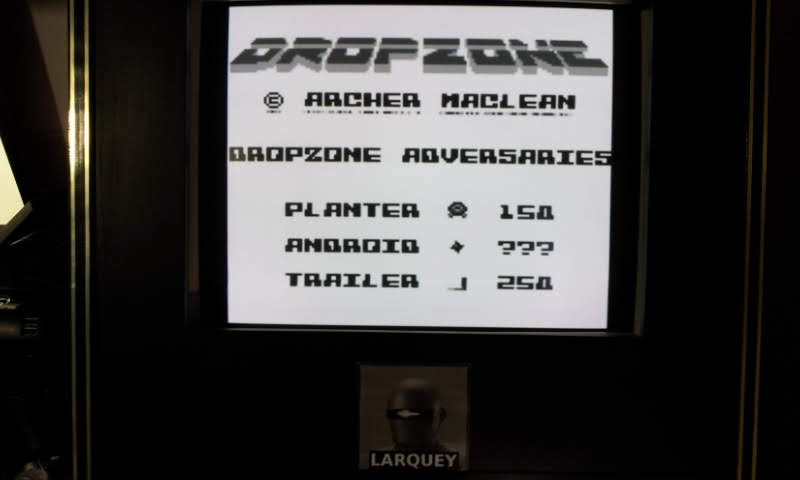 DROPZONE
© ARCHER MACLEAN
DROPZONE ADVERSARIES
PLANTER 150
ANDROID ???
TRAILER 250
LARQUEY